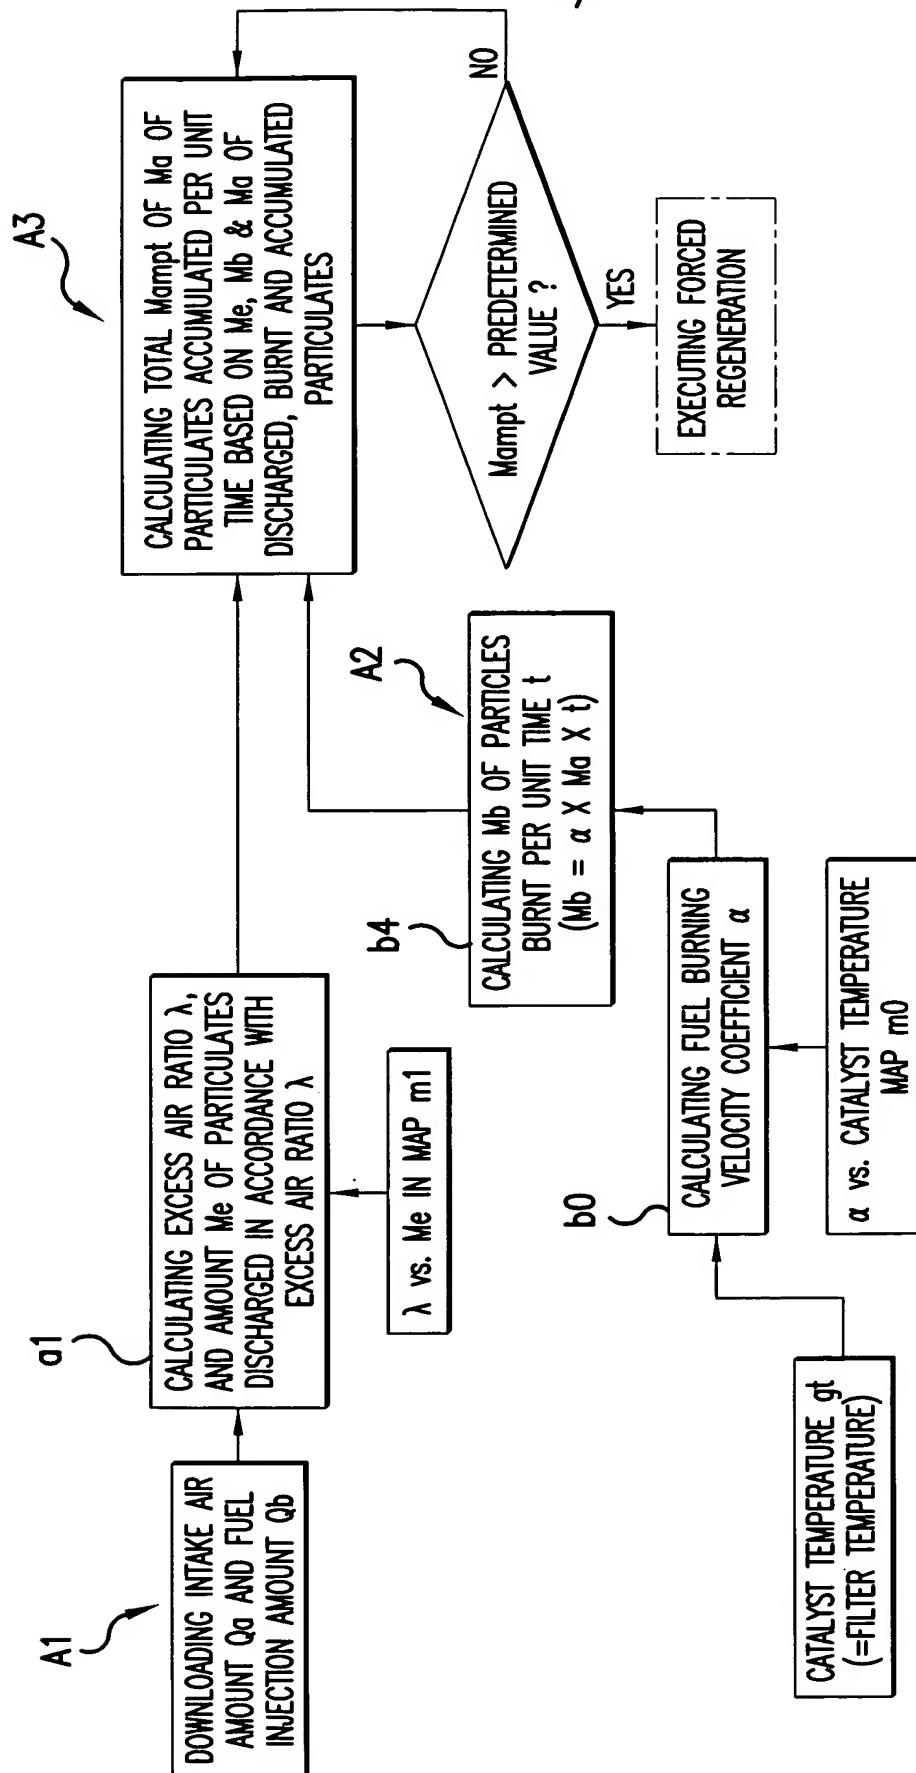 A1
DOWNLOADING INTAKE AIR
AMOUNT Qa AND FUEL
INJECTION AMOUNT Qb
a1
CALCULATING EXCESS AIR RATIO λ,
AND AMOUNT Me OF PARTICULATES
DISCHARGED IN ACCORDANCE WITH
EXCESS AIR RATIO λ
λ vs. Me IN MAP m1
A3
CALCULATING TOTAL Mampt OF Ma OF
PARTICULATES ACCUMULATED PER UNIT
TIME BASED ON Me, Mb & Ma OF
DISCHARGED, BURNT AND ACCUMULATED
PARTICULATES
NO
Mampt > PREDETERMINED
VALUE ?
YES
EXECUTING FORCED
REGENERATION
A2
b4
CALCULATING Mb OF PARTICLES
BURNT PER UNIT TIME t
(Mb = α X Ma X t)
b0
CALCULATING FUEL BURNING
VELOCITY COEFFICIENT α
α vs. CATALYST TEMPERATURE
MAP m0
CATALYST TEMPERATURE gt
(=FILTER TEMPERATURE)